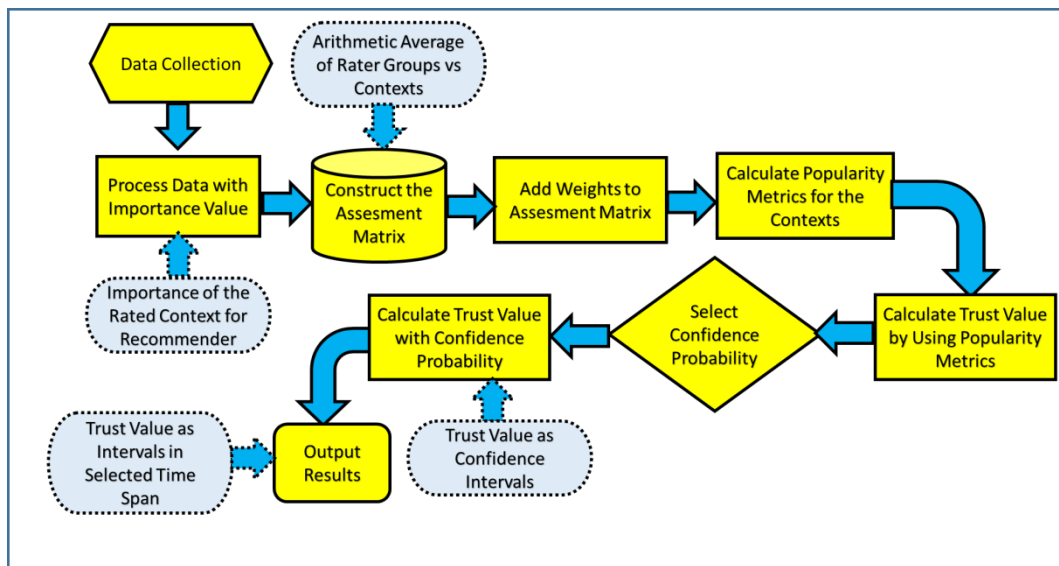 Data Collection
Arithmetic Average
of Rater Groups vs
Contexts
Process Data with
Importance Value
Construct the
Assesment
Matrix
Add Weights to
Assesment Matrix
Calculate Popularity
Metrics for the
Contexts
Importance of the
Rated Context for
Recommender
Calculate Trust Value
with Confidence
Probability
Select
Confidence
Probability
Calculate Trust Value
by Using Popularity
Metrics
Trust Value as
Intervals in
Selected Time
Span
Output
Results
Trust Value as
Confidence
Intervals